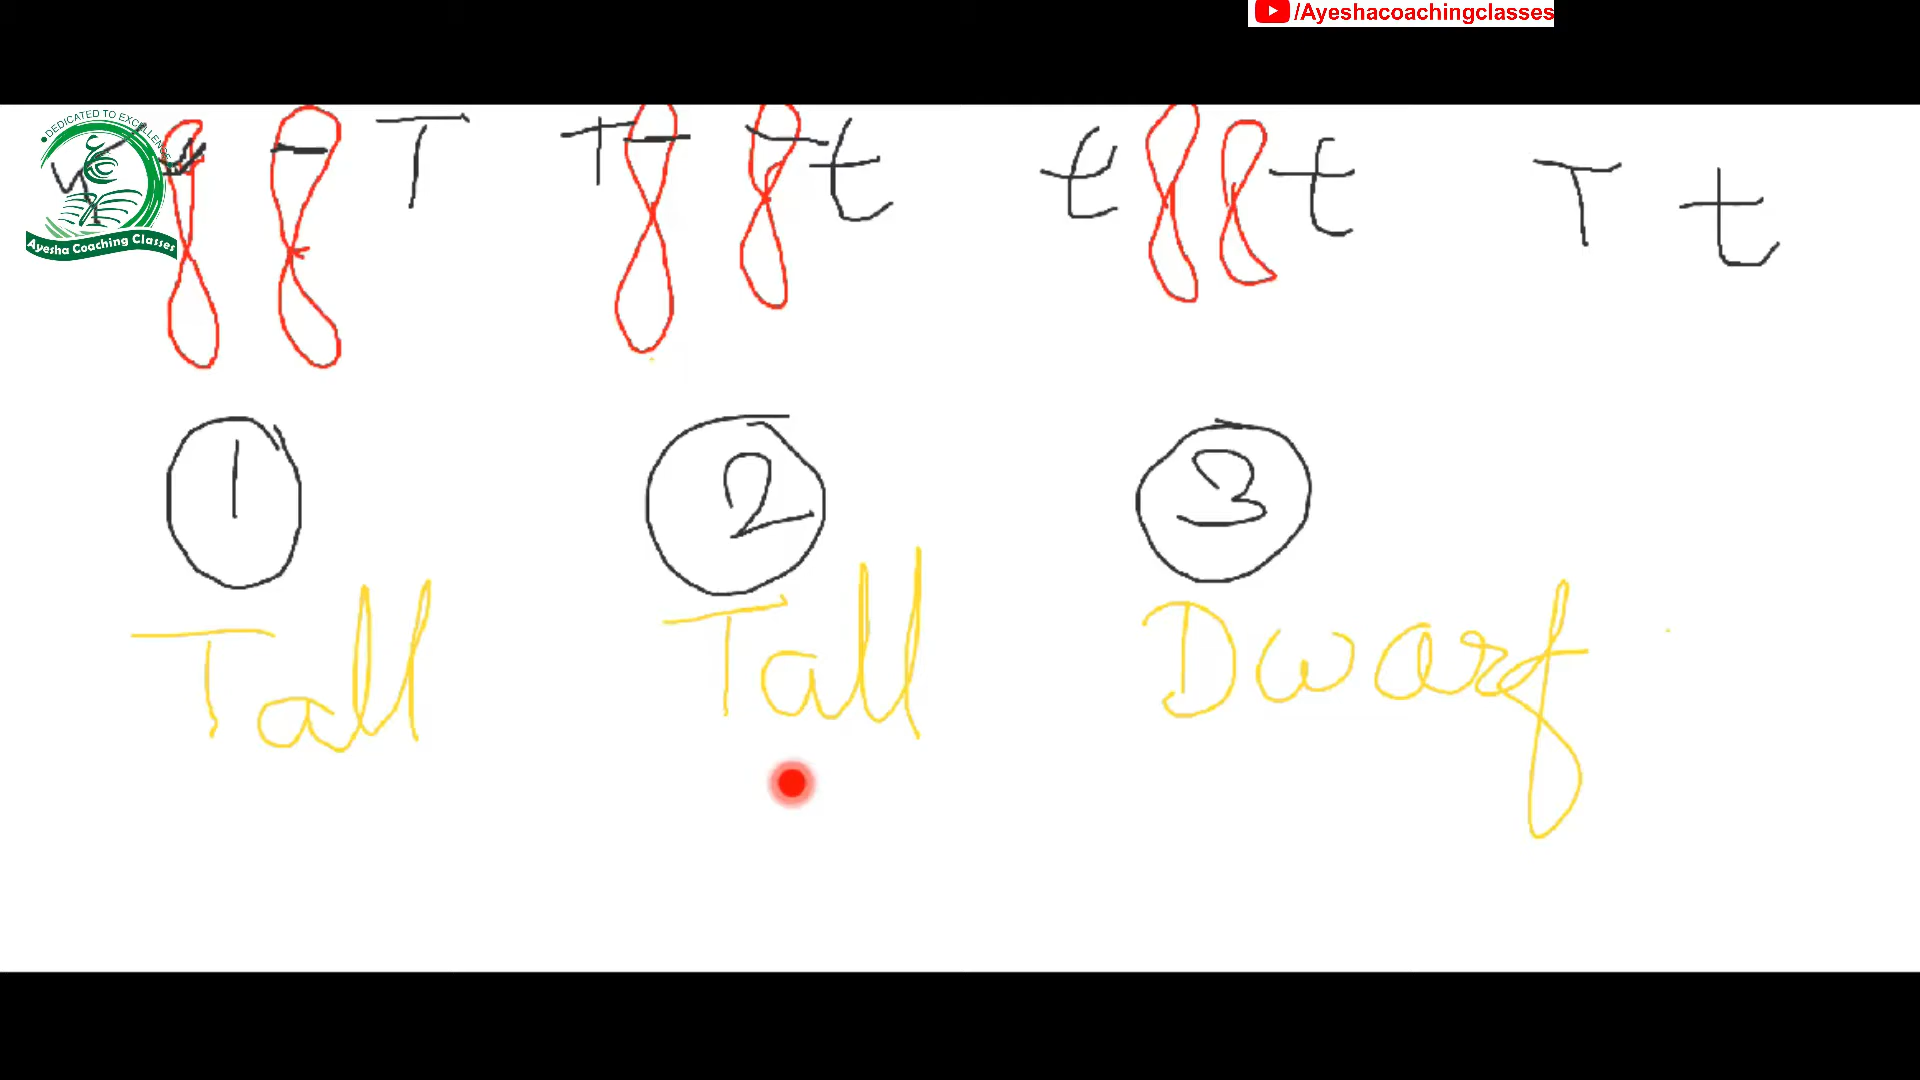 /Ayeshacoachingclasses
DEDICATED TO EXCELLENCE
Ayesha Coaching Classes
T T T t t t T t
1 2 3
Tall Tall Dwarf